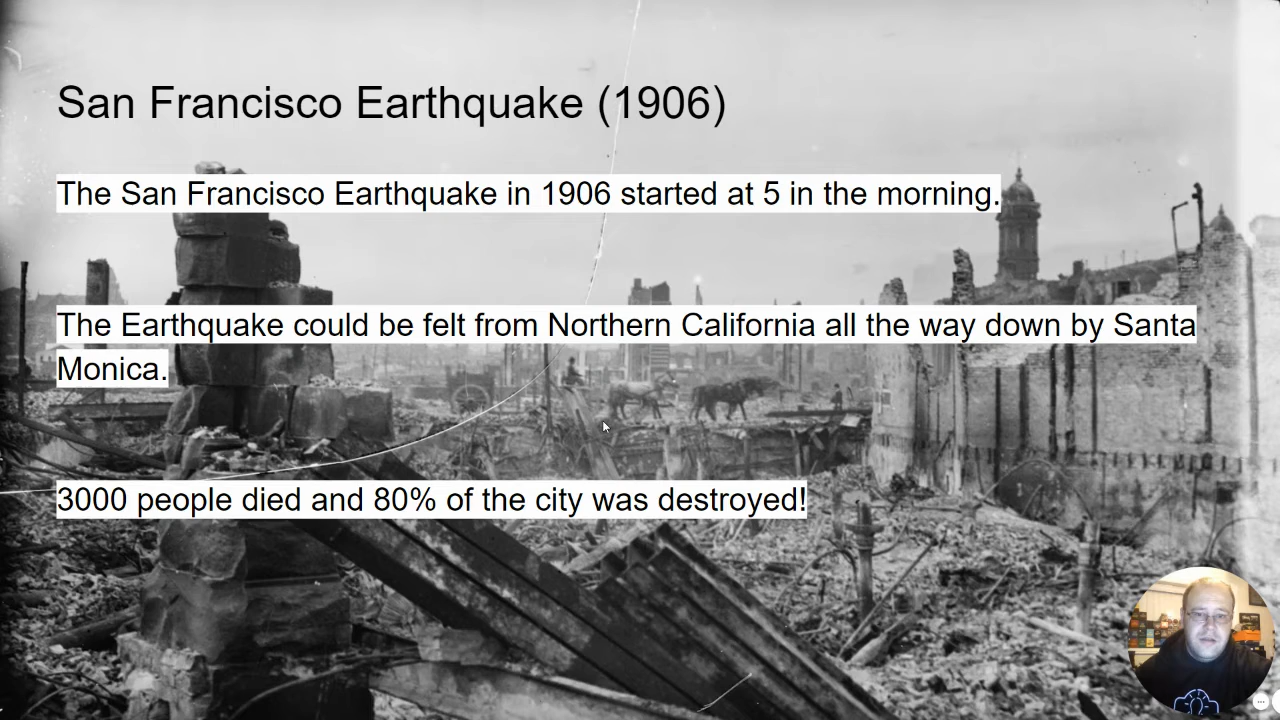 San Francisco Earthquake (1906)
The San Francisco Earthquake in 1906 started at 5 in the morning.
The Earthquake could be felt from Northern California all the way down by Santa
Monica.
3000 people died and 80% of the city was destroyed!